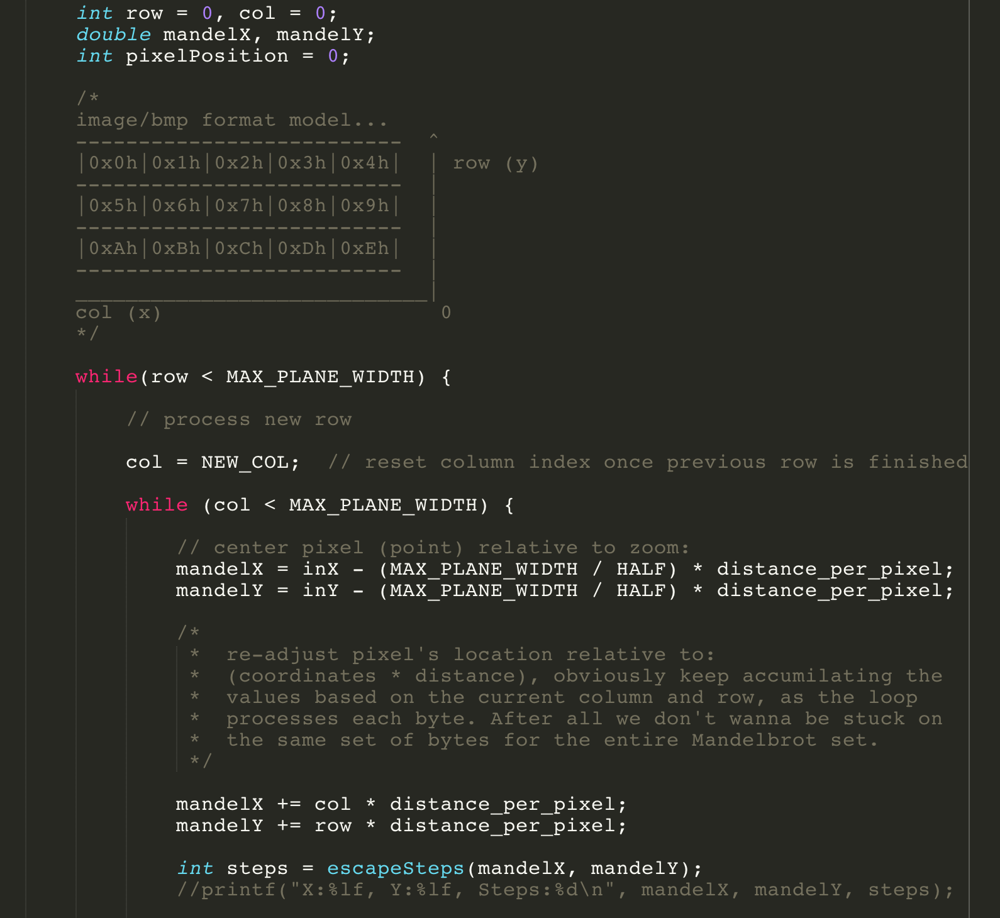 int row = 0, col = 0;
double mandelX, mandelY;
int pixelPosition = 0;
/*
image/bmp format model...
--------------------------  ^
|0x0h|0x1h|0x2h|0x3h|0x4h|  | row (y)
--------------------------  |
|0x5h|0x6h|0x7h|0x8h|0x9h|  |
--------------------------  |
|0xAh|0xBh|0xCh|0xDh|0xEh|  |
--------------------------  |
____________________________|
col (x)                      0
*/
while(row < MAX_PLANE_WIDTH) {
// process new row
col = NEW_COL;  // reset column index once previous row is finished
while (col < MAX_PLANE_WIDTH) {
// center pixel (point) relative to zoom:
mandelX = inX - (MAX_PLANE_WIDTH / HALF) * distance_per_pixel;
mandelY = inY - (MAX_PLANE_WIDTH / HALF) * distance_per_pixel;
/*
*  re-adjust pixel's location relative to:
*  (coordinates * distance), obviously keep accumilating the
*  values based on the current column and row, as the loop
*  processes each byte. After all we don't wanna be stuck on
*  the same set of bytes for the entire Mandelbrot set.
*/
mandelX += col * distance_per_pixel;
mandelY += row * distance_per_pixel;
int steps = escapeSteps(mandelX, mandelY);
//printf("X:%lf, Y:%lf, Steps:%d\n", mandelX, mandelY, steps);